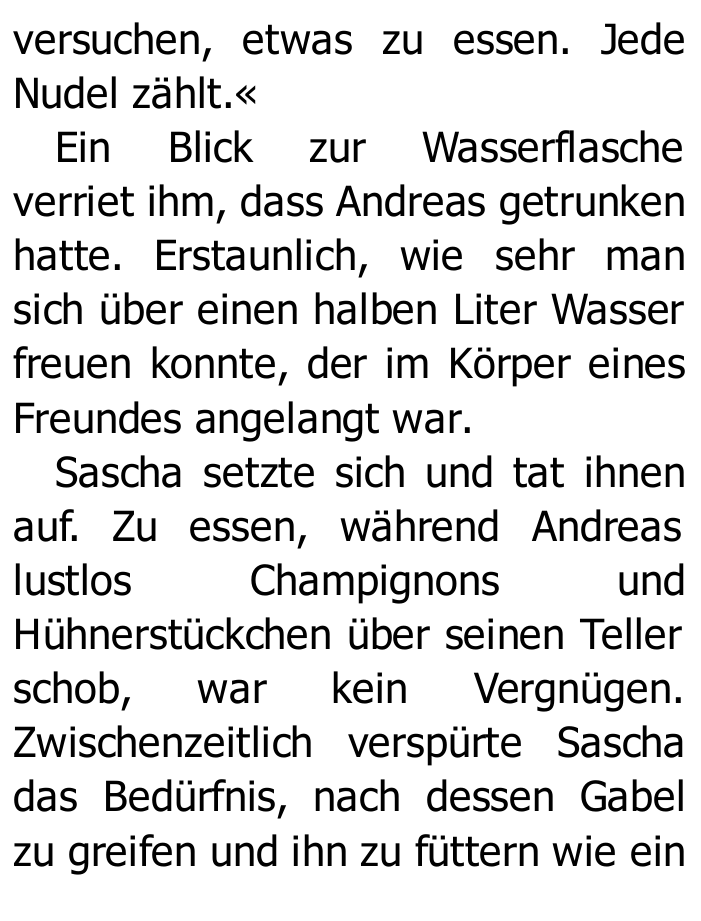 versuchen, etwas zu essen. Jede
Nudel zählt.«
Ein Blick zur Wasserflasche
verriet ihm, dass Andreas getrunken
hatte. Erstaunlich, wie sehr man
sich über einen halben Liter Wasser
freuen konnte, der im Körper eines
Freundes angelangt war.
Sascha setzte sich und tat ihnen
auf. Zu essen, während Andreas
lustlos Champignons und
Hühnerstückchen über seinen Teller
schob, war kein Vergnügen.
Zwischenzeitlich verspürte Sascha
das Bedürfnis, nach dessen Gabel
zu greifen und ihn zu füttern wie ein